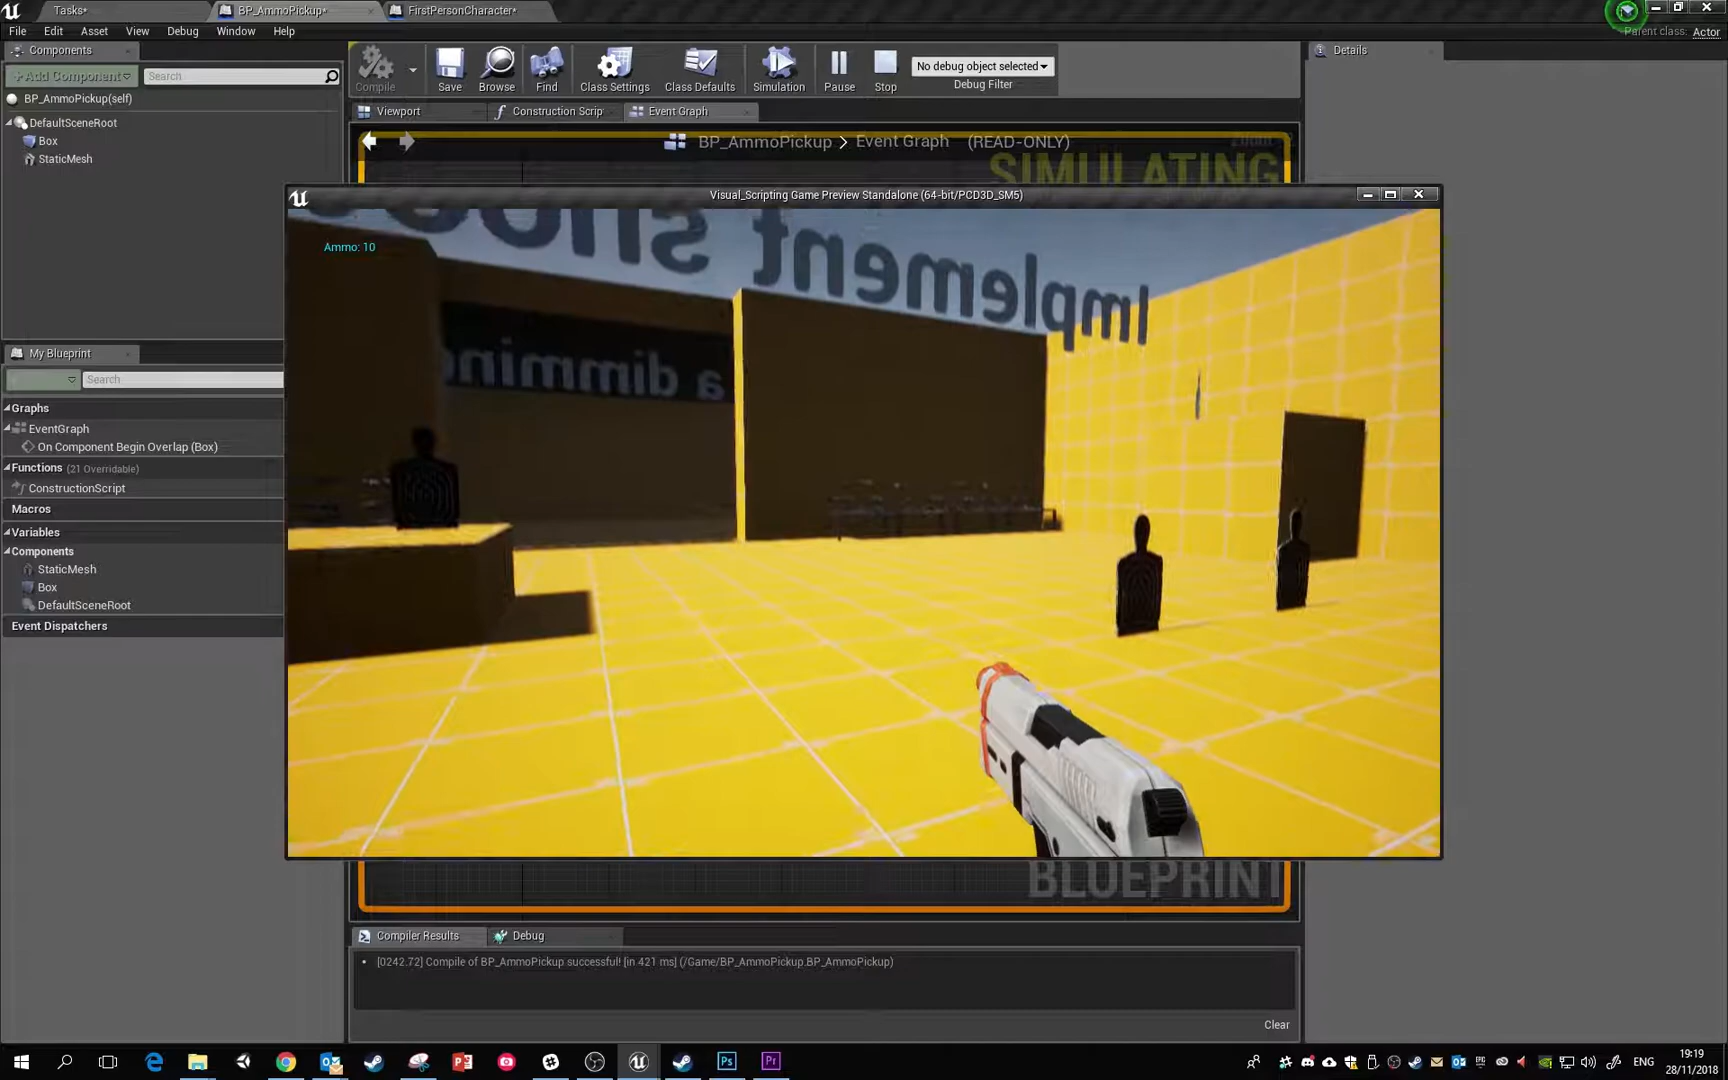 Tasks*
BP_AmmoPickup*
FirstPersonCharacter*
File Edit Asset View Debug Window Help
Parent class: Actor
Components
Details
+Add Component
Search
Compile
Save
Browse
Find
Class Settings
Class Defaults
Simulation
Pause
Stop
No debug object selected
Debug Filter
BP_AmmoPickup(self)
Viewport
Construction Scrip
Event Graph
DefaultSceneRoot
Box
StaticMesh
BP_AmmoPickup > Event Graph (READ-ONLY)
SIMULATING
Visual_Scripting Game Preview Standalone (64-bit/PCD3D_SM5)
Ammo: 10
Implement
a dimming
My Blueprint
Search
Graphs
EventGraph
On Component Begin Overlap (Box)
Functions (21 Overridable)
ConstructionScript
Macros
Variables
Components
StaticMesh
Box
DefaultSceneRoot
Event Dispatchers
BLUEPRINT
Compiler Results
Debug
[0242.72] Compile of BP_AmmoPickup successful! [in 421 ms] (/Game/BP_AmmoPickup.BP_AmmoPickup)
Clear
Ps
Pr
ENG
19:19
28/11/2018